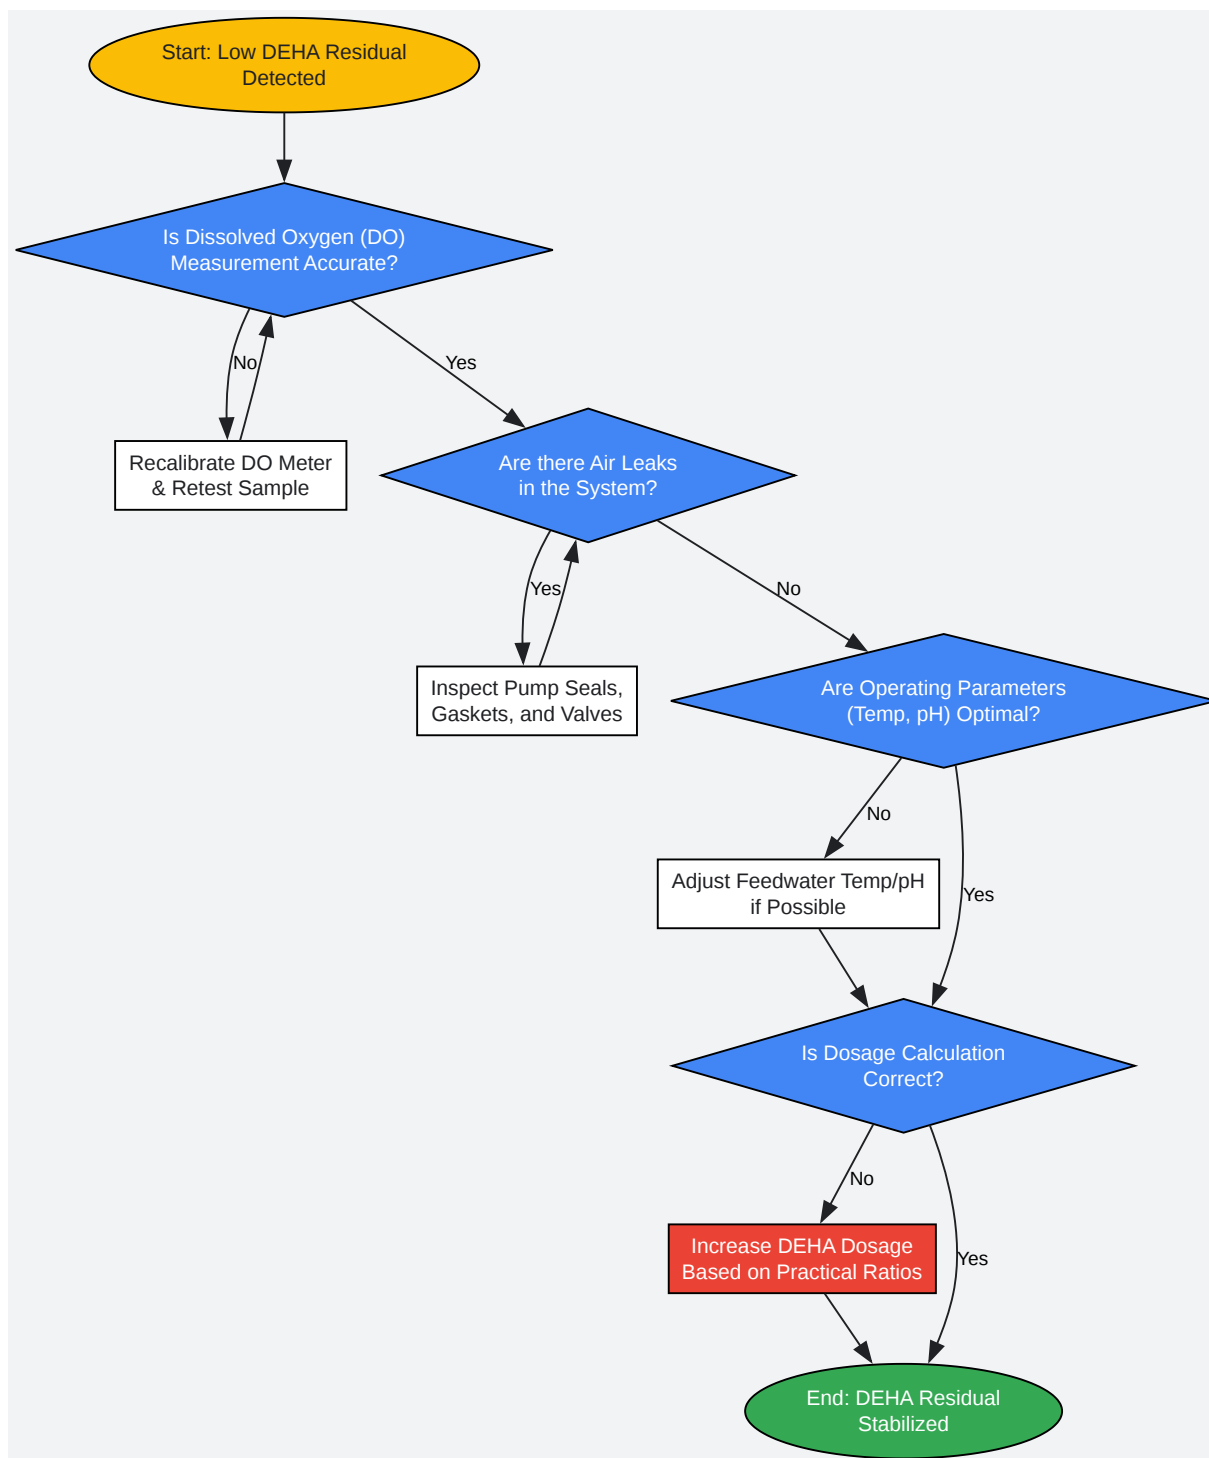 Start: Low DEHA Residual
Detected
Is Dissolved Oxygen (DO)
Measurement Accurate?
No
Yes
Recalibrate DO Meter
& Retest Sample
Are there Air Leaks
in the System?
Yes
No
Inspect Pump Seals,
Gaskets, and Valves
Are Operating Parameters
(Temp, pH) Optimal?
No
Adjust Feedwater Temp/pH
if Possible
Yes
Is Dosage Calculation
Correct?
No
Increase DEHA Dosage
Based on Practical Ratios
Yes
End: DEHA Residual
Stabilized